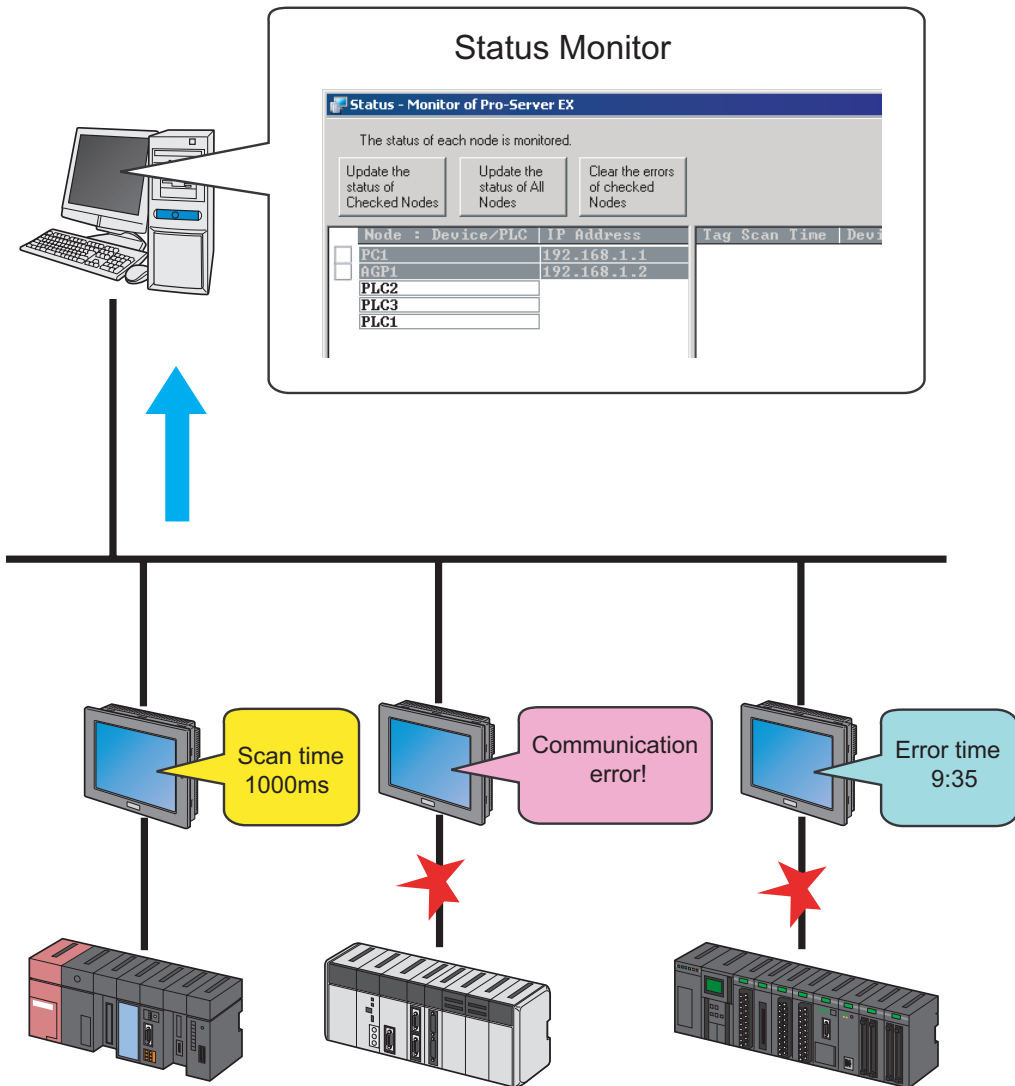 Status Monitor
Status - Monitor of Pro-Server EX
The status of each node is monitored.
Update the status of Checked Nodes
Update the status of All Nodes
Clear the errors of checked Nodes
Node : Device/PLC IP Address Tag Scan Time Devi
PC1 192.168.1.1
AGP1 192.168.1.2
PLC2
PLC3
PLC1
Scan time
1000ms
Communication
error!
Error time
9:35